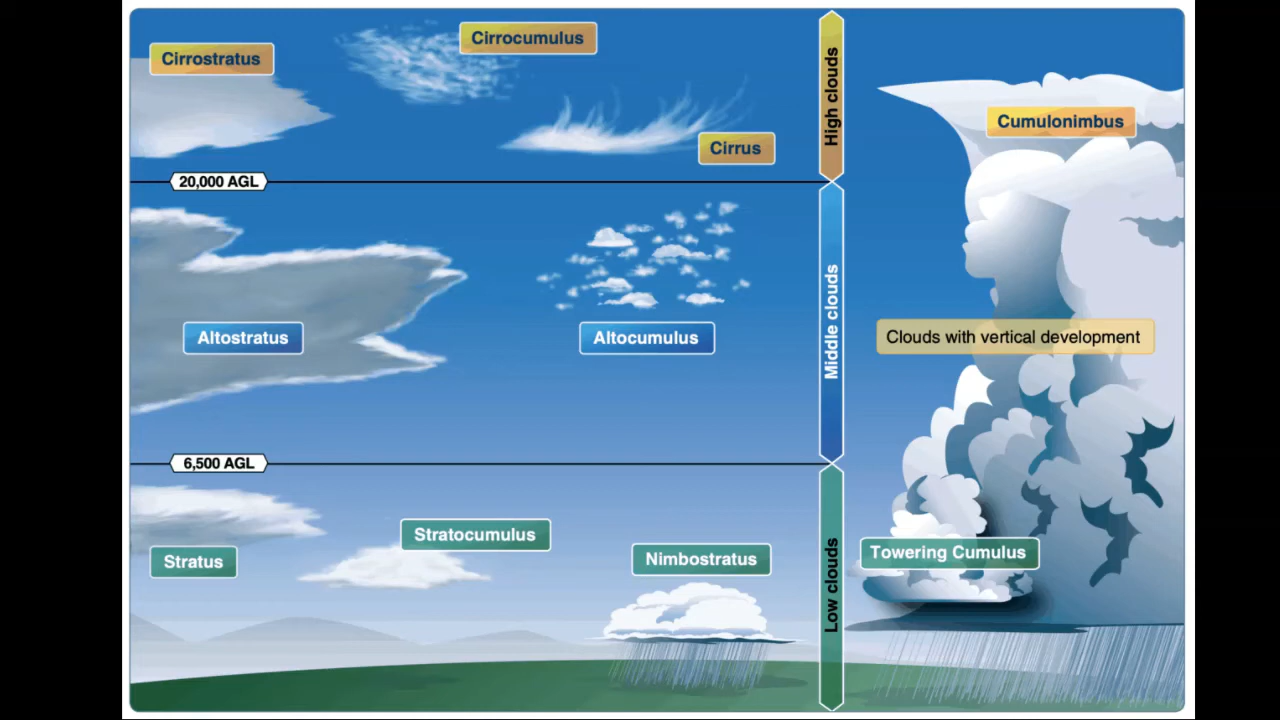 Cirrostratus
Cirrocumulus
Cirrus
High clouds
Cumulonimbus
20,000 AGL
Altostratus
Altocumulus
Middle clouds
Clouds with vertical development
6,500 AGL
Stratus
Stratocumulus
Nimbostratus
Low clouds
Towering Cumulus